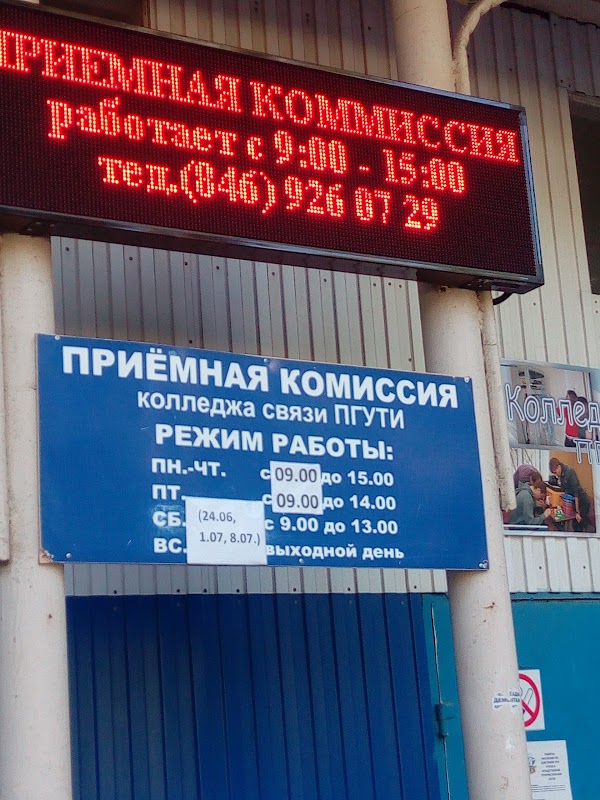 ПРИЕМНАЯ КОММИССИЯ
работает с 9:00 - 15:00
тел.(846) 926 07 29
ПРИЁМНАЯ КОМИССИЯ
колледжа связи ПГУТИ
РЕЖИМ РАБОТЫ:
ПН.-ЧТ. с 09.00 до 15.00
ПТ. с 09.00 до 14.00
СБ. (24.06, 1.07, 8.07.) с 9.00 до 13.00
ВС. выходной день